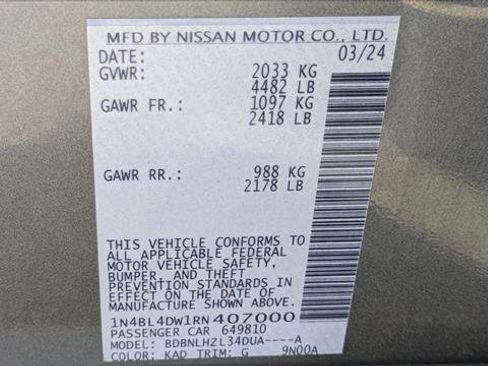 MFD BY NISSAN MOTOR CO., LTD.
DATE: 03/24
GVWR: 2033 KG
4482 LB
GAWR FR.: 1097 KG
2418 LB
GAWR RR.: 988 KG
2178 LB
THIS VEHICLE CONFORMS TO
ALL APPLICABLE FEDERAL
MOTOR VEHICLE SAFETY,
BUMPER, AND THEFT
PREVENTION STANDARDS IN
EFFECT ON THE DATE OF
MANUFACTURE SHOWN ABOVE.
1N4BL4DW1RN407000
PASSENGER CAR 649810
MODEL: BDBNLHZL34DUA----A
COLOR: KAD TRIM: G 9N00A